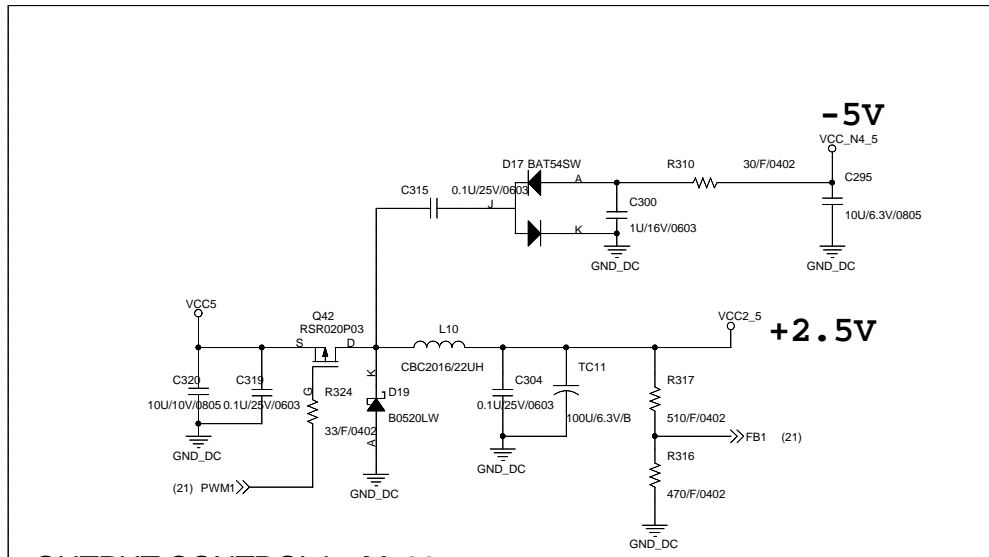 -5V
VCC_N4_5
D17 BAT54SW
R310
30/F/0402
C295
C315
0.1U/25V/0603
A
J
C300
10U/6.3V/0805
1U/16V/0603
K
GND_DC
GND_DC
VCC5
Q42
RSR020P03
VCC2_5
+2.5V
L10
S
D
CBC2016/22UH
C320
C319
G
R324
K
D19
C304
TC11
R317
10U/10V/0805
0.1U/25V/0603
0.1U/25V/0603
B0520LW
100U/6.3V/B
510/F/0402
33/F/0402
A
FB1 (21)
GND_DC
GND_DC
R316
(21) PWM1
GND_DC
470/F/0402
GND_DC